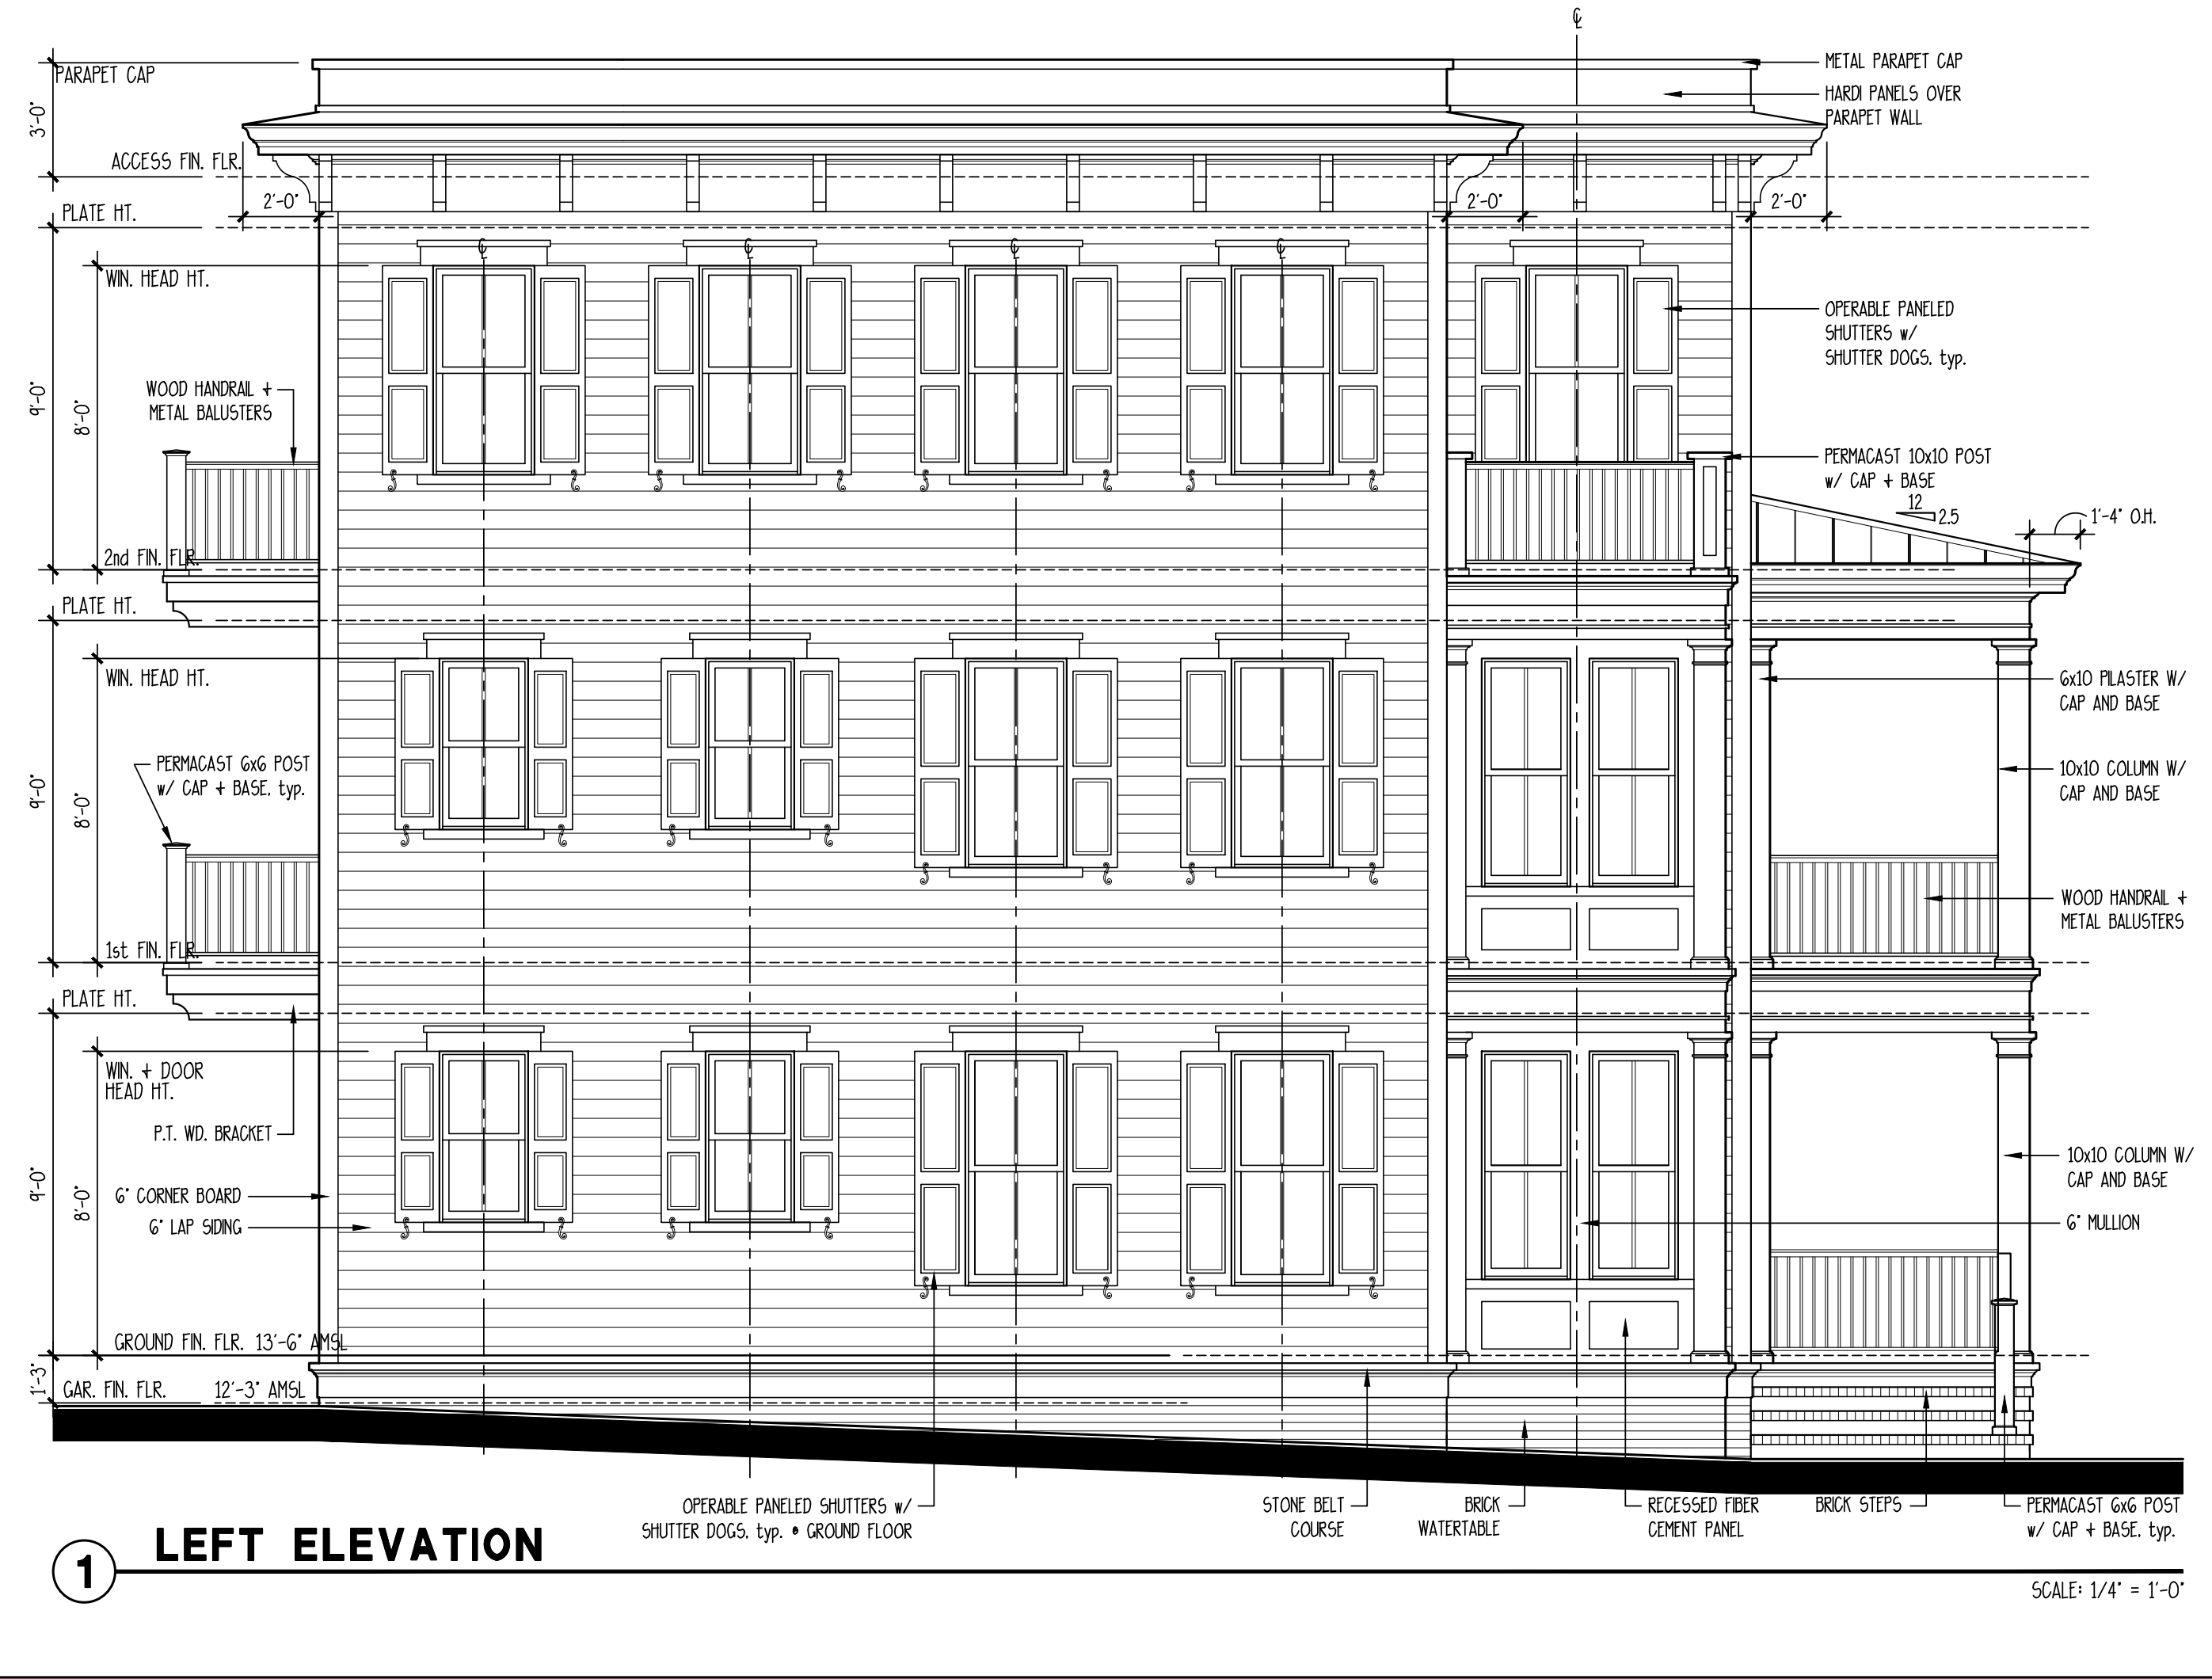 ℄
METAL PARAPET CAP
PARAPET CAP
HARDI PANELS OVER
PARAPET WALL
3'-0"
ACCESS FIN. FLR.
2'-0"
2'-0"
2'-0"
PLATE HT.
℄
℄
℄
℄
WIN. HEAD HT.
OPERABLE PANELED
SHUTTERS w/
SHUTTER DOGS. typ.
9'-0"
8'-0"
WOOD HANDRAIL +
METAL BALUSTERS
PERMACAST 10x10 POST
w/ CAP + BASE
12
2.5
1'-4" O.H.
2nd FIN. FLR.
PLATE HT.
WIN. HEAD HT.
6x10 PILASTER W/
CAP AND BASE
9'-0"
8'-0"
PERMACAST 6x6 POST
w/ CAP + BASE. typ.
10x10 COLUMN W/
CAP AND BASE
WOOD HANDRAIL +
METAL BALUSTERS
1st FIN. FLR.
PLATE HT.
WIN. + DOOR
HEAD HT.
P.T. WD. BRACKET
10x10 COLUMN W/
CAP AND BASE
9'-0"
8'-0"
6" CORNER BOARD
6" LAP SIDING
6" MULLION
GROUND FIN. FLR. 13'-6" AMSL
1'-3"
GAR. FIN. FLR. 12'-3" AMSL
OPERABLE PANELED SHUTTERS w/
SHUTTER DOGS. typ. @ GROUND FLOOR
STONE BELT
COURSE
BRICK
WATERTABLE
RECESSED FIBER
CEMENT PANEL
BRICK STEPS
PERMACAST 6x6 POST
w/ CAP + BASE. typ.
1
LEFT ELEVATION
SCALE: 1/4" = 1'-0"